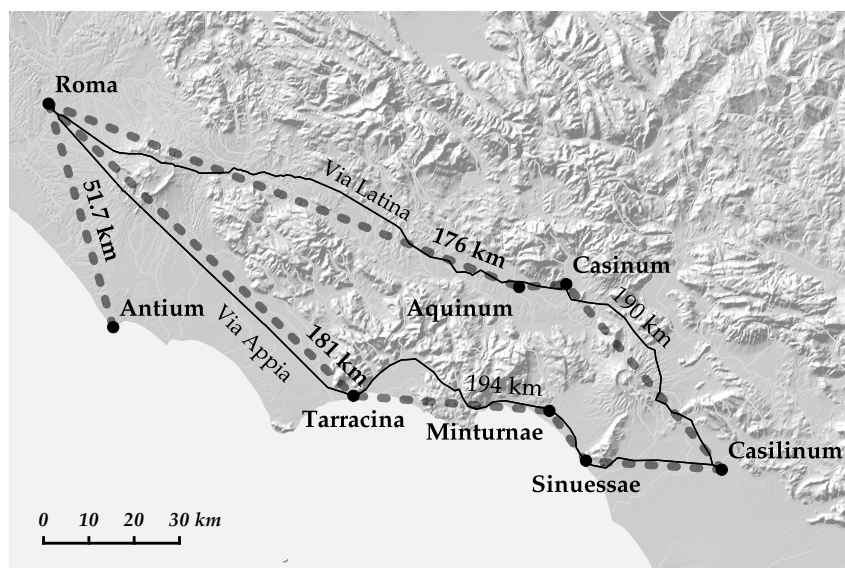 Roma
Via Latina
51.7 km
176 km
Casinum
Aquinum
190 km
Antium
Via Appia
181 km
194 km
Tarracina
Minturnae
Casilinum
Sinuessae
0 10 20 30 km